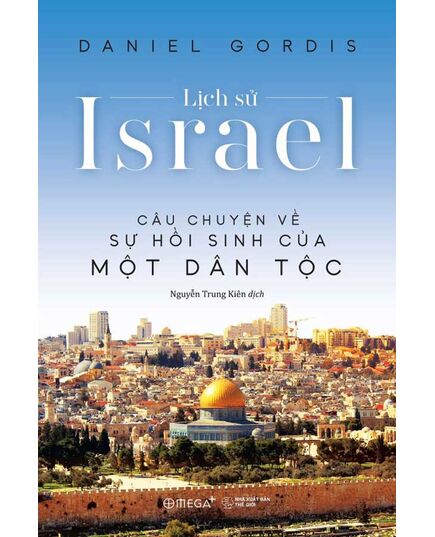 DANIEL GORDIS
Lịch sử
Israel
CÂU CHUYỆN VỀ
SỰ HỒI SINH CỦA
MỘT DÂN TỘC
Nguyễn Trung Kiên dịch
OMEGA+
NHÀ XUẤT BẢN
THẾ GIỚI